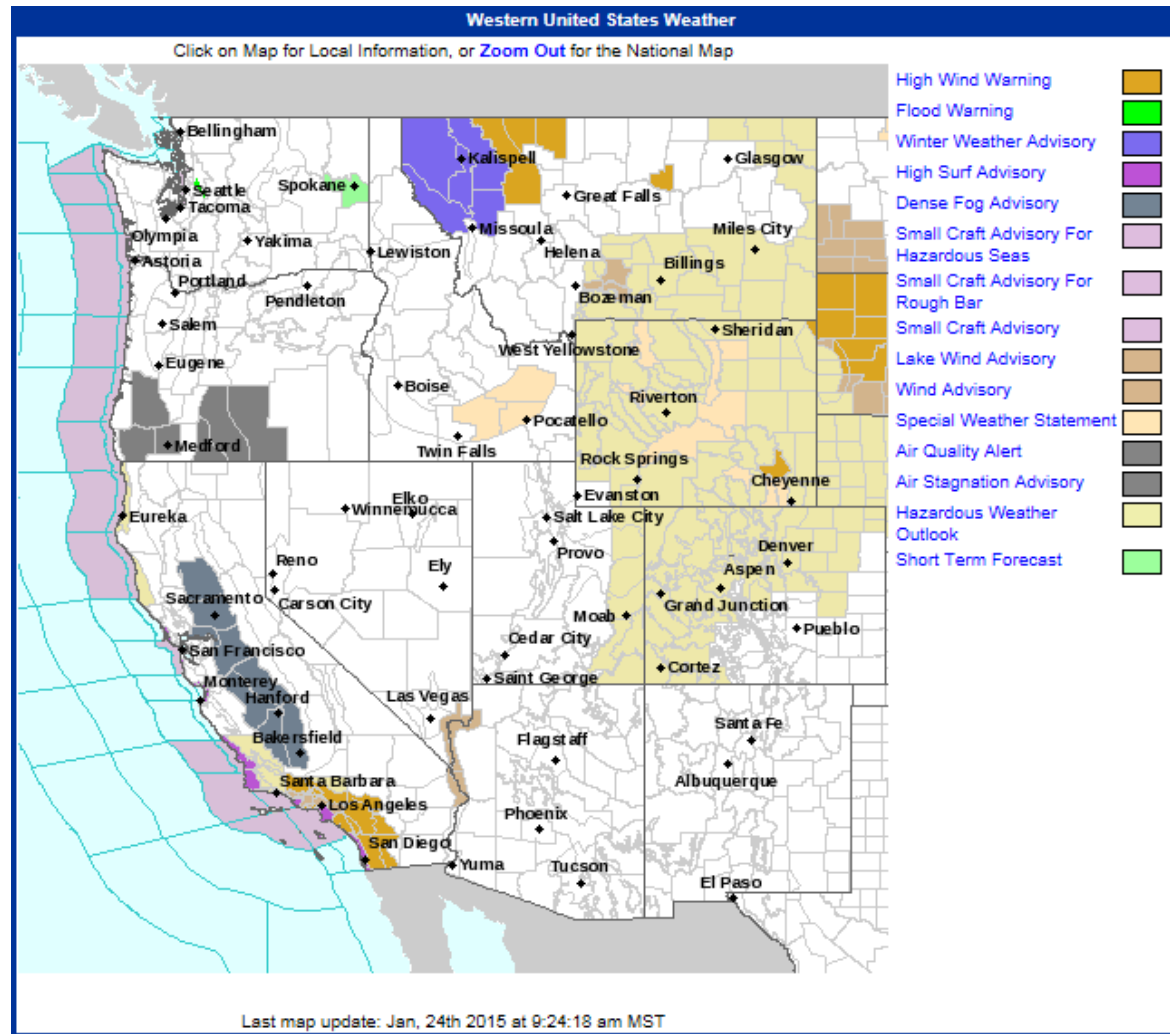 Western United States Weather
Click on Map for Local Information, or Zoom Out for the National Map
High Wind Warning
Flood Warning
Winter Weather Advisory
High Surf Advisory
Dense Fog Advisory
Small Craft Advisory For
Hazardous Seas
Small Craft Advisory For
Rough Bar
Small Craft Advisory
Lake Wind Advisory
Wind Advisory
Special Weather Statement
Air Quality Alert
Air Stagnation Advisory
Hazardous Weather
Outlook
Short Term Forecast
Bellingham
Kalispell
Glasgow
Spokane
Seattle
Great Falls
Tacoma
Olympia
Yakima
Missoula
Miles City
Astoria
Lewiston
Helena
Billings
Portland
Pendleton
Bozeman
Salem
Sheridan
West Yellowstone
Eugene
Boise
Riverton
Pocatello
Medford
Twin Falls
Rock Springs
Cheyenne
Elko
Evanston
Winnemucca
Eureka
Salt Lake City
Provo
Denver
Reno
Ely
Aspen
Sacramento
Carson City
Grand Junction
Moab
Pueblo
Cedar City
San Francisco
Cortez
Saint George
Monterey
Hanford
Las Vegas
Santa Fe
Bakersfield
Flagstaff
Albuquerque
Santa Barbara
Los Angeles
Phoenix
San Diego
Yuma
Tucson
El Paso
Last map update: Jan, 24th 2015 at 9:24:18 am MST